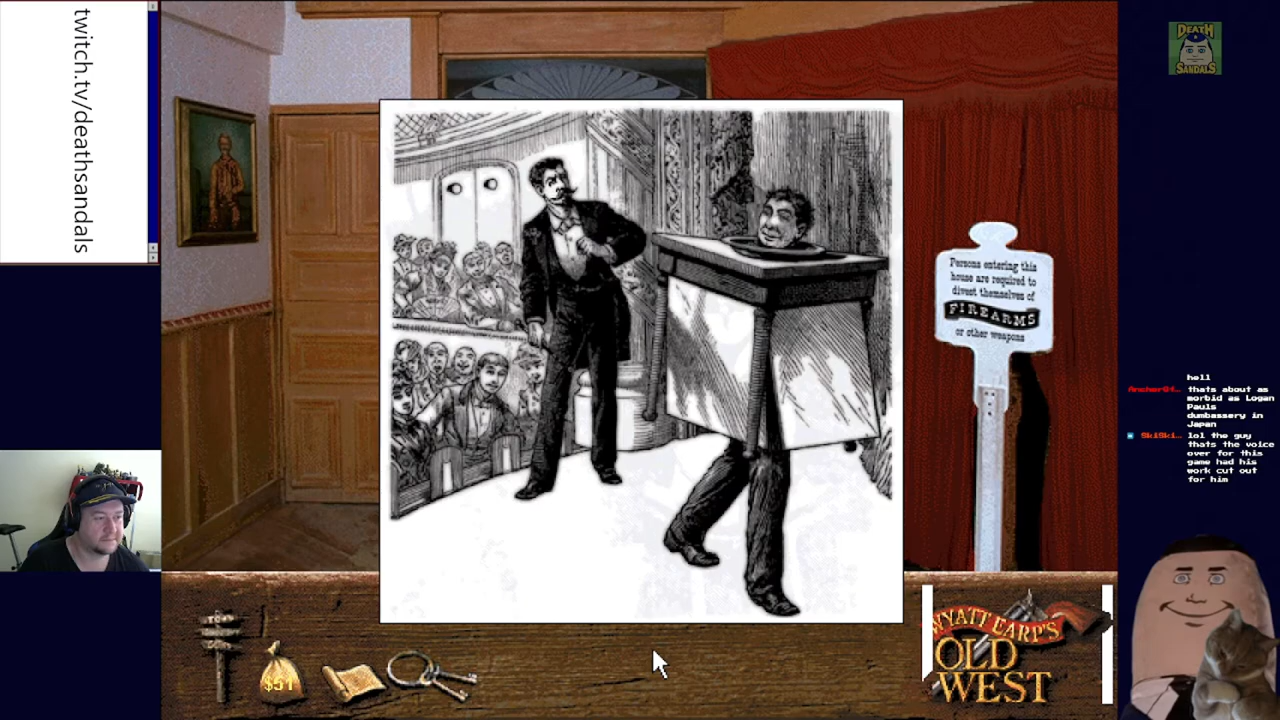 twitch.tv/deathsandals
DEATH
SANDALS
Persons entering this
house are required to
divest themselves of
FIREARMS
or other weapons
hell
thats about as
morbid as Logan
Pauls
dumbassery in
Japan
SkiSki… lol the guy
thats the voice
over for this
game had his
work cut out
for him
$51
WYATT EARP'S
OLD
WEST